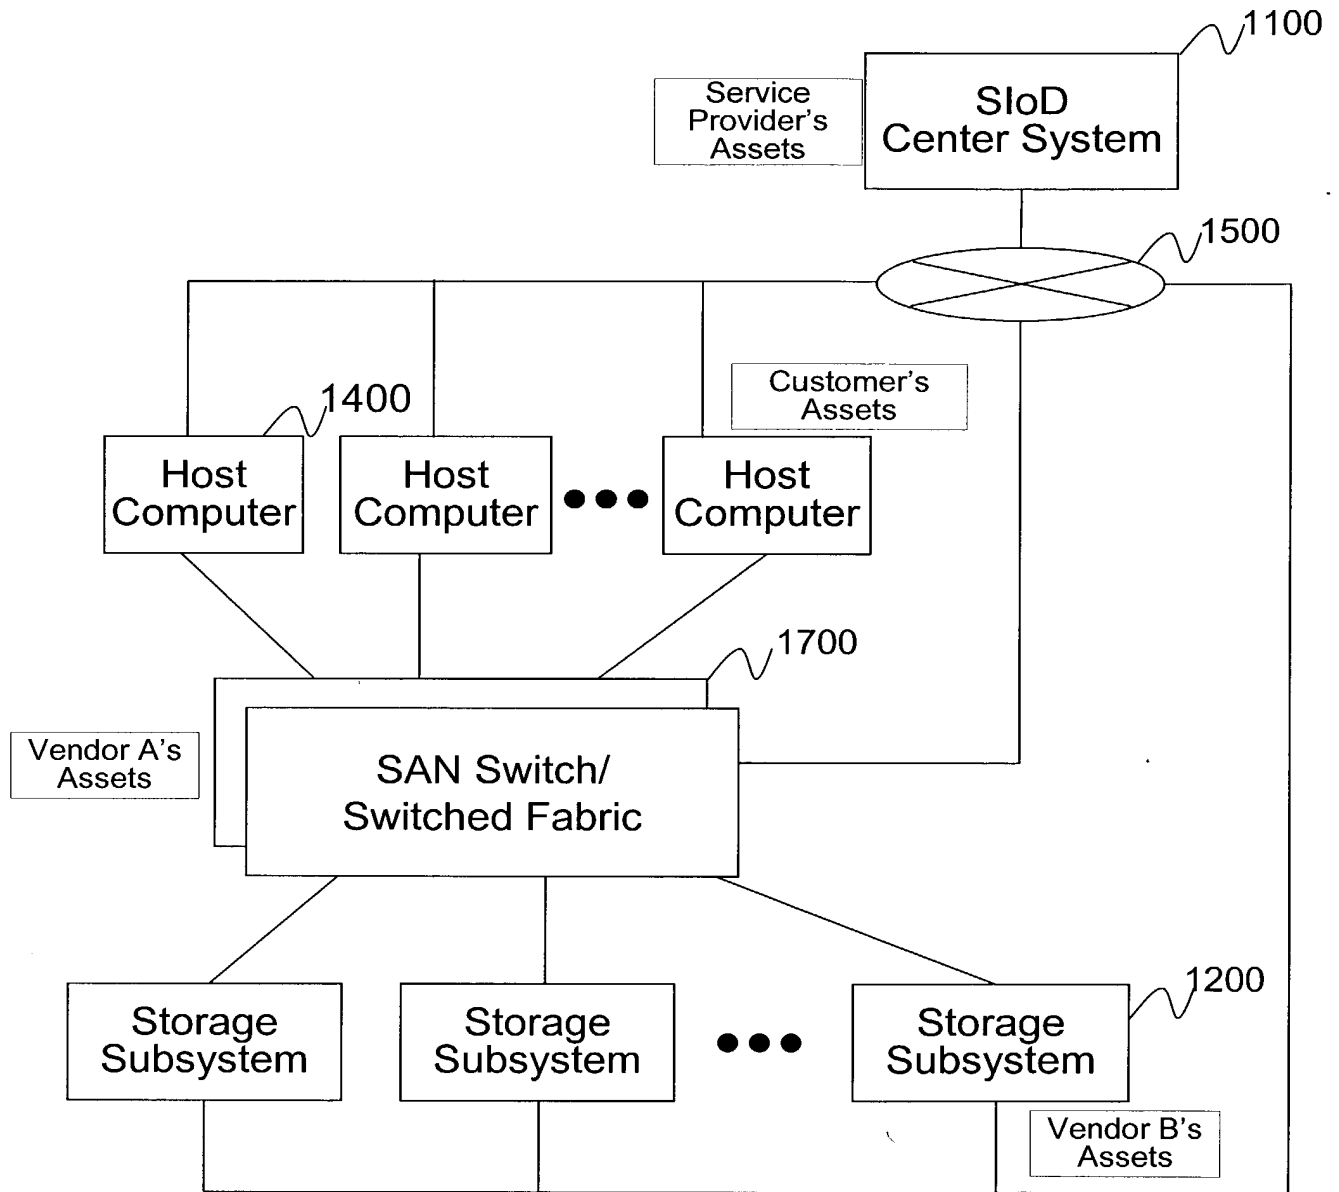 1100
Service
Provider's
Assets
SIoD
Center System
1500
1400
Customer's
Assets
Host
Computer
Host
Computer
Host
Computer
1700
Vendor A's
Assets
SAN Switch/
Switched Fabric
1200
Storage
Subsystem
Storage
Subsystem
Storage
Subsystem
Vendor B's
Assets